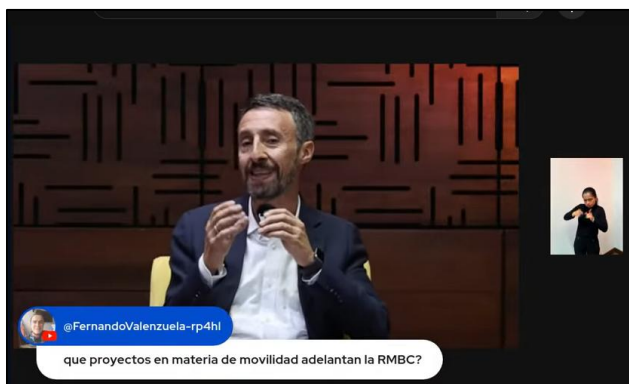 @FernandoValenzuela-rp4hl
que proyectos en materia de movilidad adelantan la RMBC?